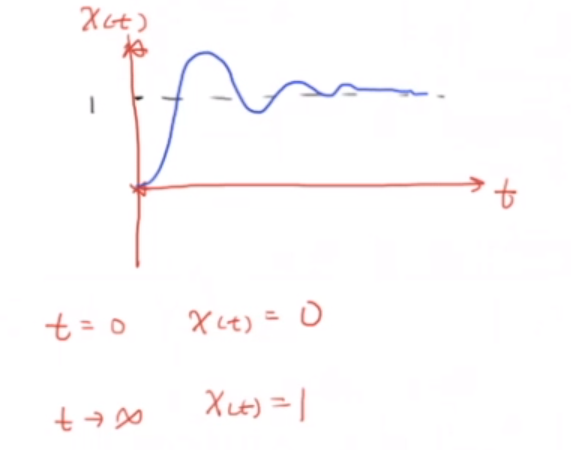 x(t)
1
t
t = 0 x(t) = 0
t → ∞ x(t) = 1